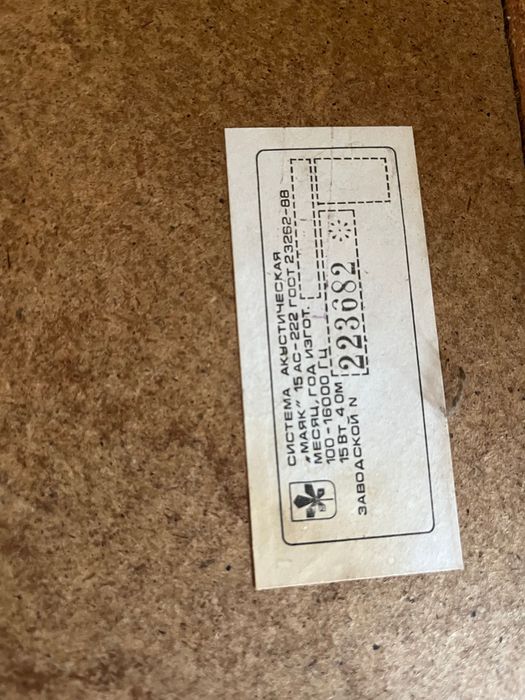 СИСТЕМА АКУСТИЧЕСКАЯ
"МАЯК" 15АС-222 ГОСТ 23262-88
МЕСЯЦ, ГОД ИЗГОТ.
100-16000 ГЦ
15 ВТ 4 ОМ
ЗАВОДСКОЙ N 223682